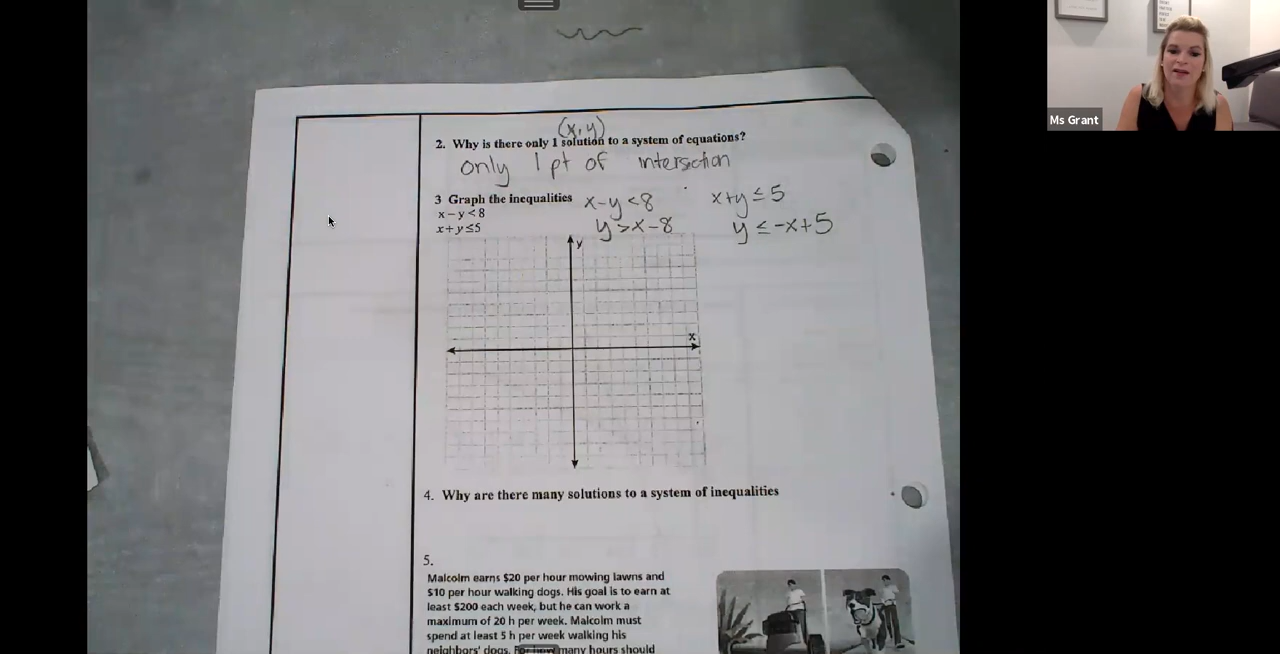 (x,y)
2. Why is there only 1 solution to a system of equations?
only 1 pt of intersection
3 Graph the inequalities
x - y < 8
x + y ≤ 5
x-y<8
y>x-8
x+y≤5
y≤-x+5
y
x
4. Why are there many solutions to a system of inequalities
5.
Malcolm earns $20 per hour mowing lawns and
$10 per hour walking dogs. His goal is to earn at
least $200 each week, but he can work a
maximum of 20 h per week. Malcolm must
spend at least 5 h per week walking his
neighbors' dogs. For how many hours should
Ms Grant